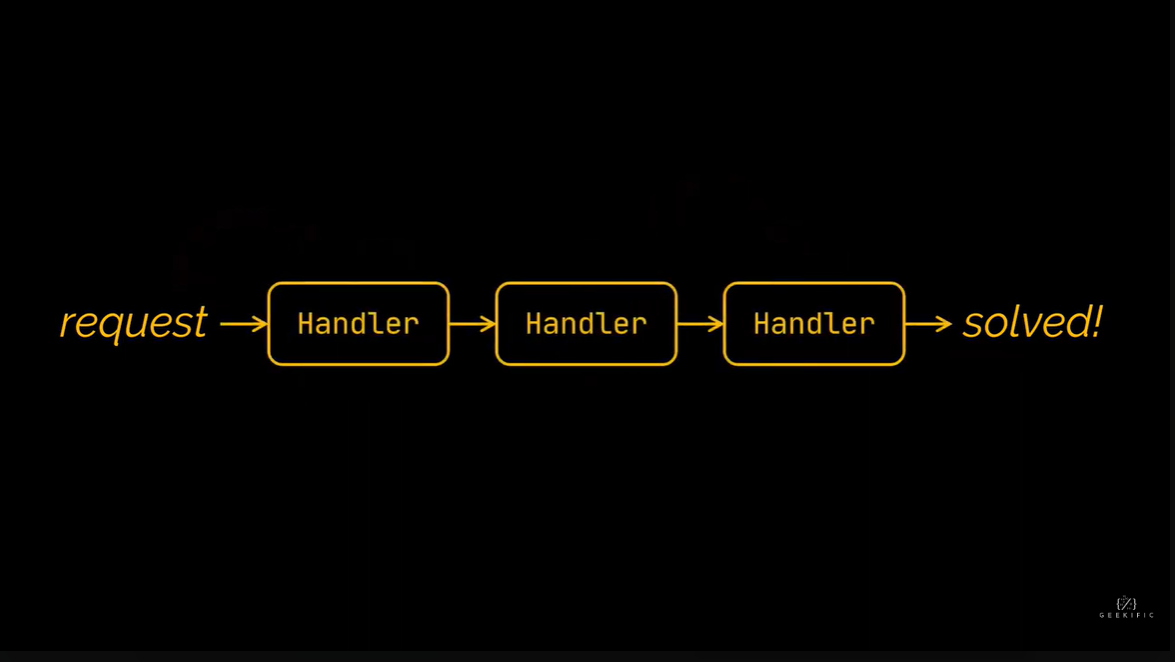 request
Handler
Handler
Handler
solved!
GEEKIFIC